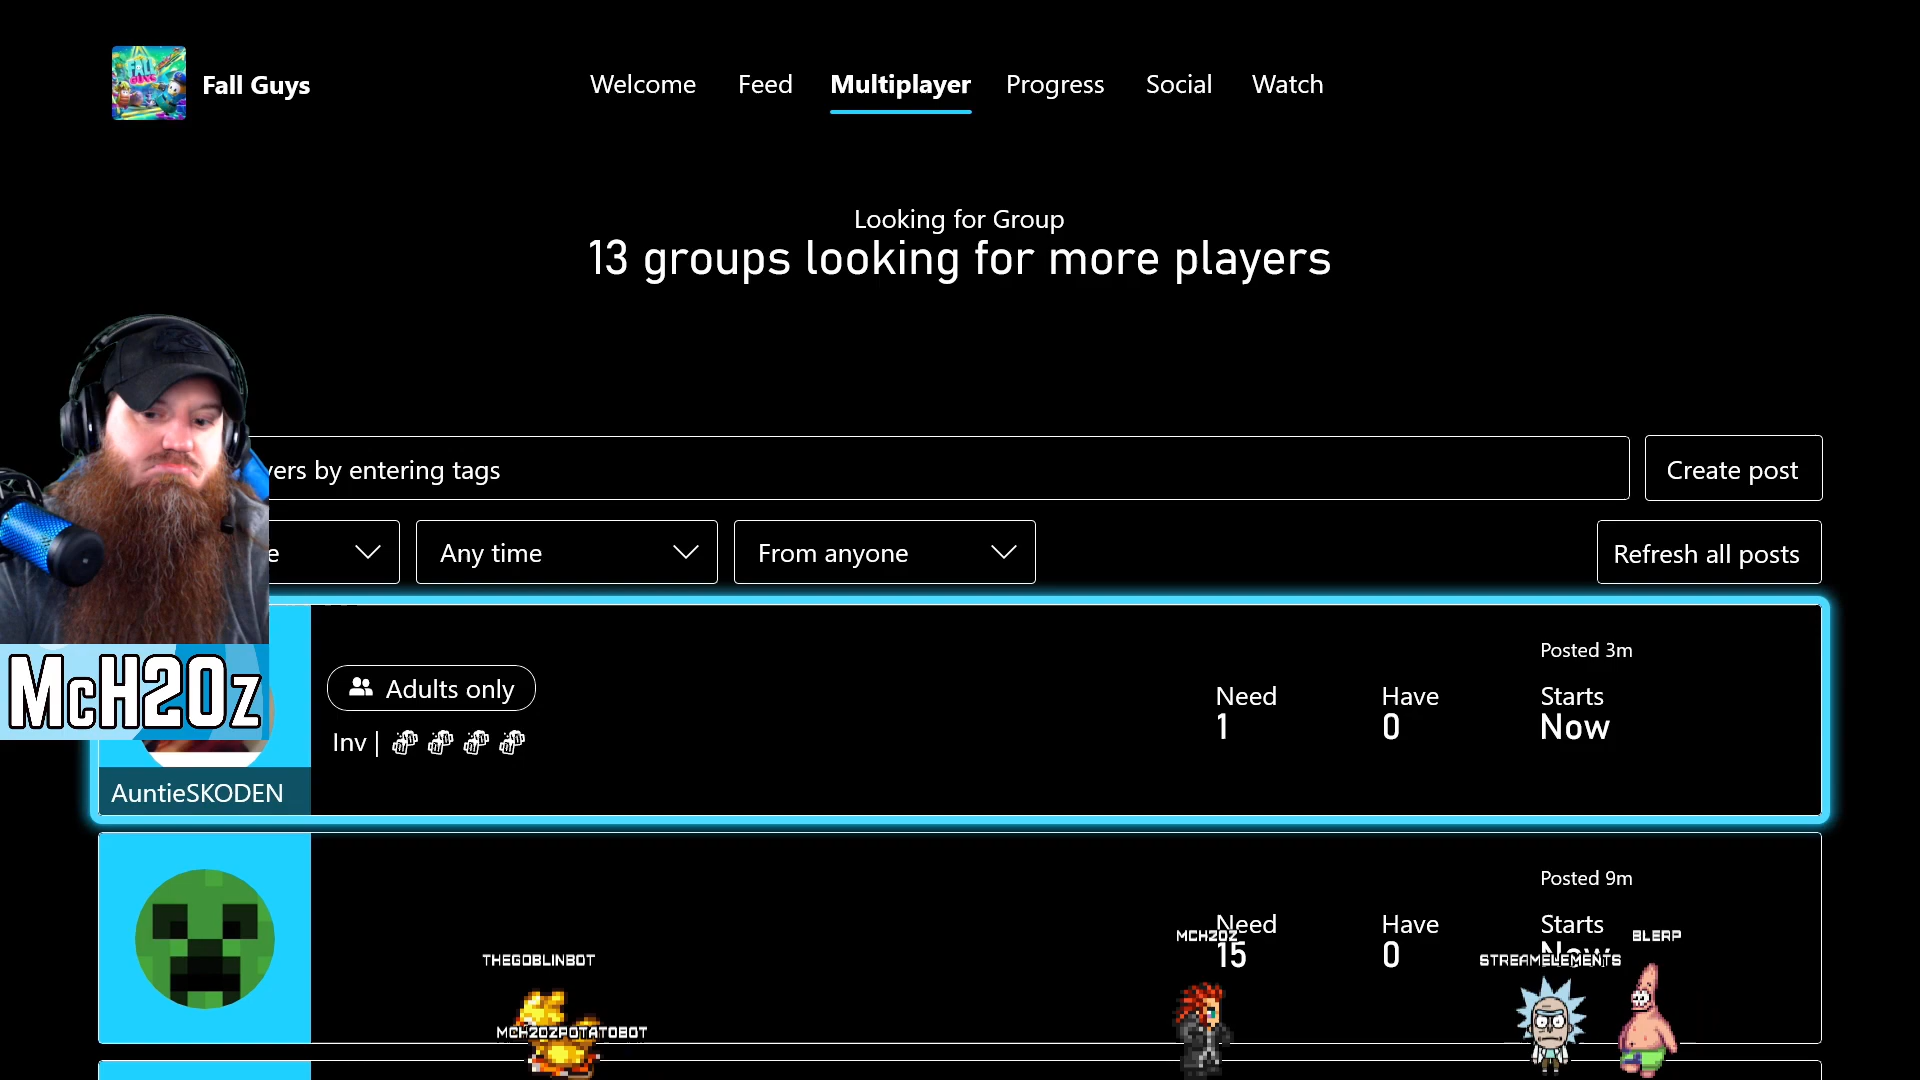 Fall Guys
Welcome
Feed
Multiplayer
Progress
Social
Watch
Looking for Group
13 groups looking for more players
by entering tags
Create post
Any time
From anyone
Refresh all posts
Posted 3m
Adults only
Need
Have
Starts
1
0
Now
Inv |
McH2Oz
AuntieSKODEN
Posted 9m
Need
Have
Starts
MCH2OZ
BLERP
15
0
Now
THEGOBLINBOT
STREAMELEMENTS
MCH2OZPOTATOBOT